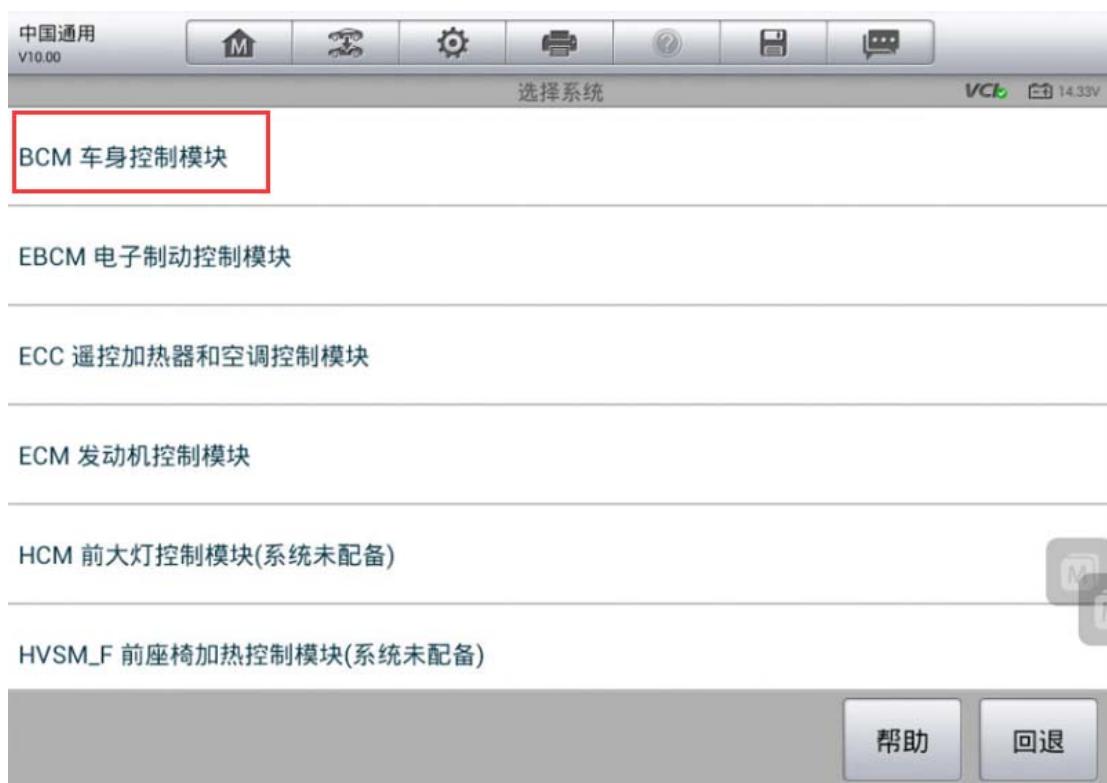 中国通用
V10.00
M
选择系统
VCI
14.33V
BCM 车身控制模块
EBCM 电子制动控制模块
ECC 遥控加热器和空调控制模块
ECM 发动机控制模块
HCM 前大灯控制模块(系统未配备)
M
HVSM_F 前座椅加热控制模块(系统未配备)
帮助
回退